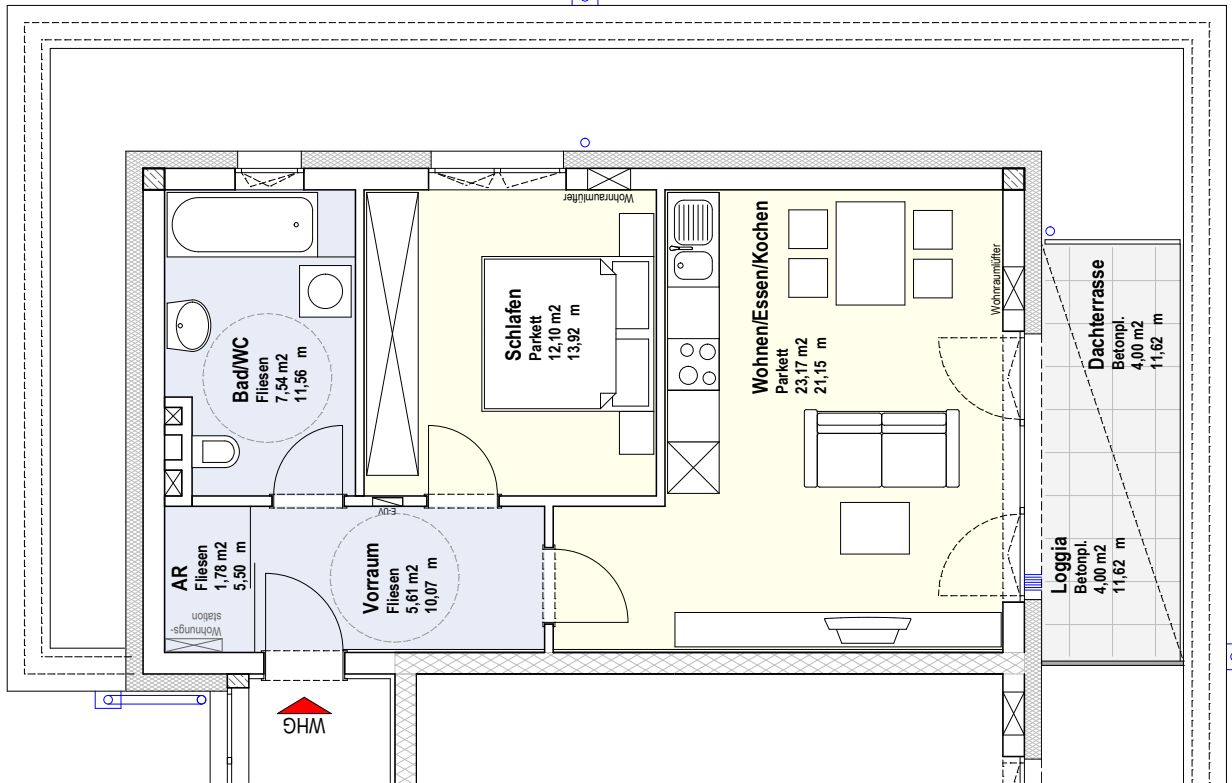 Bad/WC
Fliesen
7,54 m2
11,56 m
Schlafen
Parkett
12,10 m2
13,92 m
Wohnraumlüfter
Wohnen/Essen/Kochen
Parkett
23,17 m2
21,15 m
Wohnraumlüfter
Dachterrasse
Betonpl.
4,00 m2
11,62 m
Loggia
Betonpl.
4,00 m2
11,62 m
AR
Fliesen
1,78 m2
5,50 m
Wohnungs-
station
Vorraum
Fliesen
5,61 m2
10,07 m
E-UV
WHG